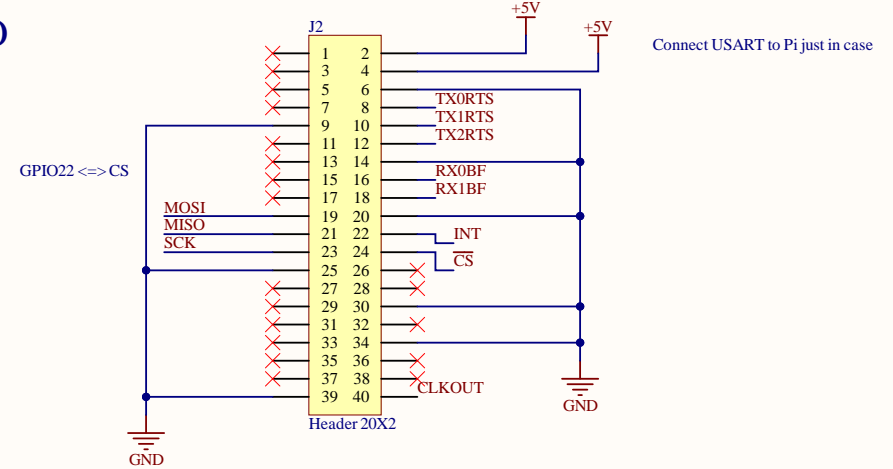 )
J2
+5V
+5V
Connect USART to Pi just in case
1 2
3 4
5 6
7 8 TX0RTS
9 10 TX1RTS
11 12 TX2RTS
13 14
GPIO22 <=> CS
15 16 RX0BF
17 18 RX1BF
MOSI 19 20
MISO 21 22 INT
SCK 23 24 CS
25 26
27 28
29 30
31 32
33 34
35 36
37 38
39 40 CLKOUT
Header 20X2
GND
GND